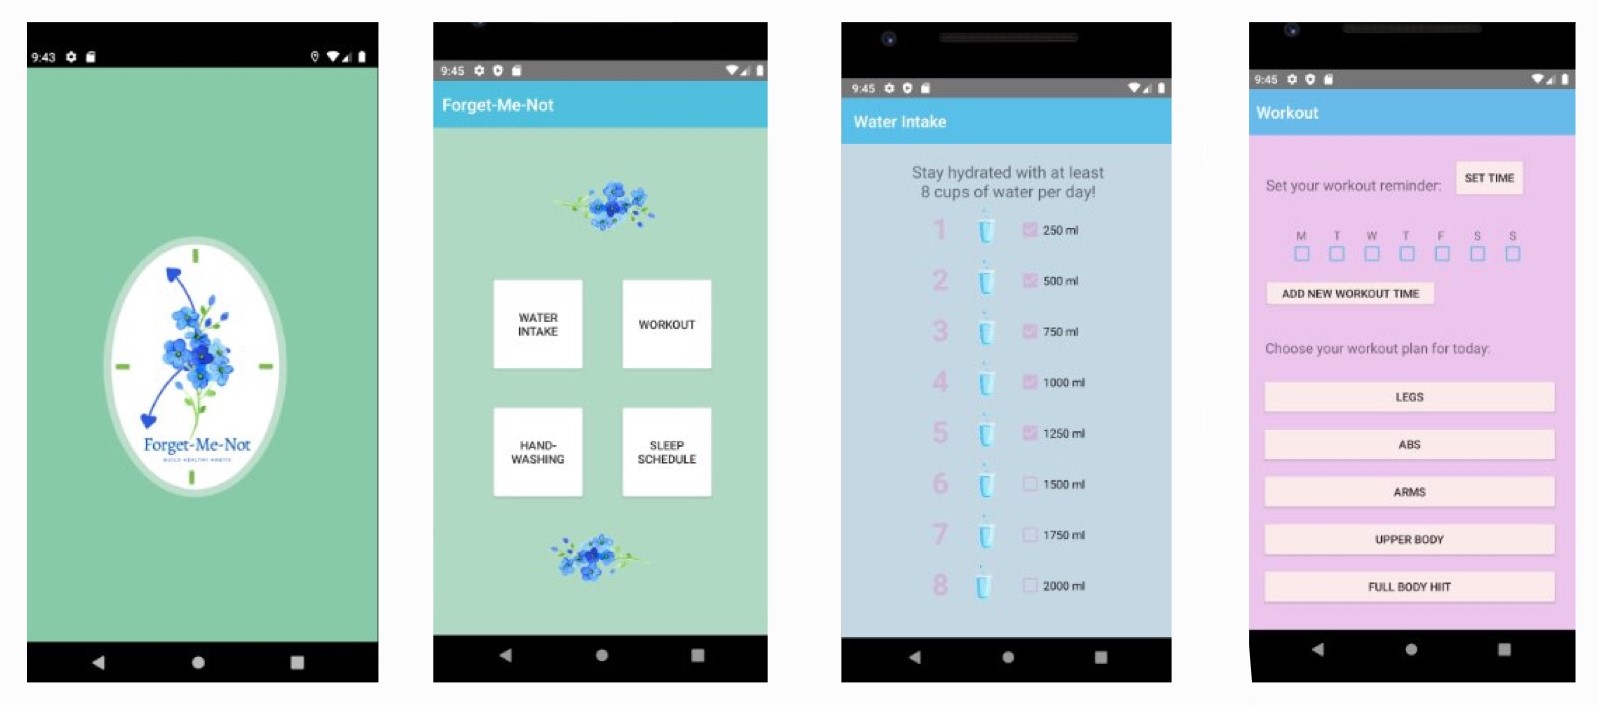 9:43
Forget-Me-Not
BUILD HEALTHY HABITS
9:45
Forget-Me-Not
WATER
INTAKE
WORKOUT
HAND-
WASHING
SLEEP
SCHEDULE
9:45
Water Intake
Stay hydrated with at least
8 cups of water per day!
1 250 ml
2 500 ml
3 750 ml
4 1000 ml
5 1250 ml
6 1500 ml
7 1750 ml
8 2000 ml
9:45
Workout
Set your workout reminder: SET TIME
M T W T F S S
ADD NEW WORKOUT TIME
Choose your workout plan for today:
LEGS
ABS
ARMS
UPPER BODY
FULL BODY HIIT